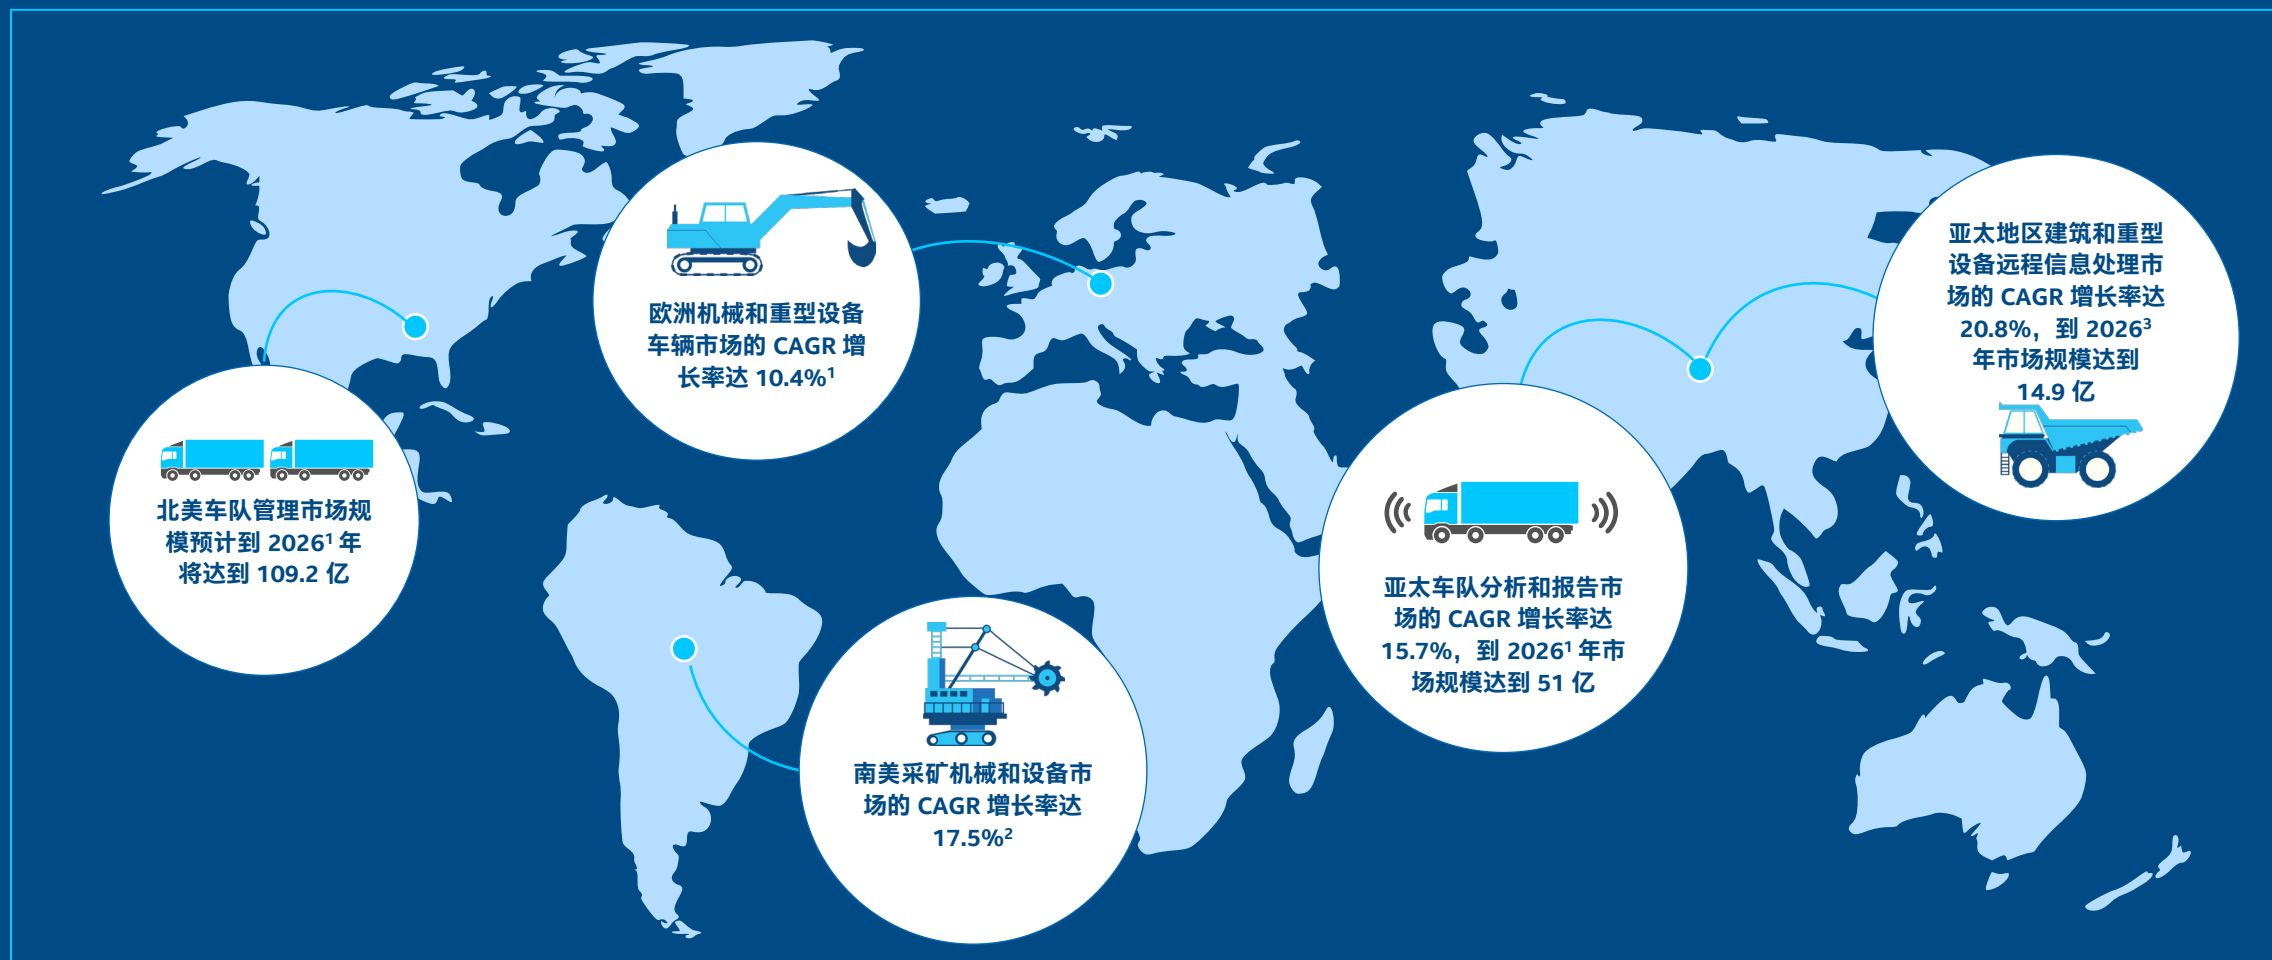 北美车队管理市场规
模预计到 2026¹ 年
将达到 109.2 亿
欧洲机械和重型设备
车辆市场的 CAGR 增
长率达 10.4%¹
南美采矿机械和设备市
场的 CAGR 增长率达
17.5%²
亚太车队分析和报告市
场的 CAGR 增长率达
15.7%，到 2026¹ 年市
场规模达到 51 亿
亚太地区建筑和重型
设备远程信息处理市
场的 CAGR 增长率达
20.8%，到 2026³
年市场规模达到
14.9 亿